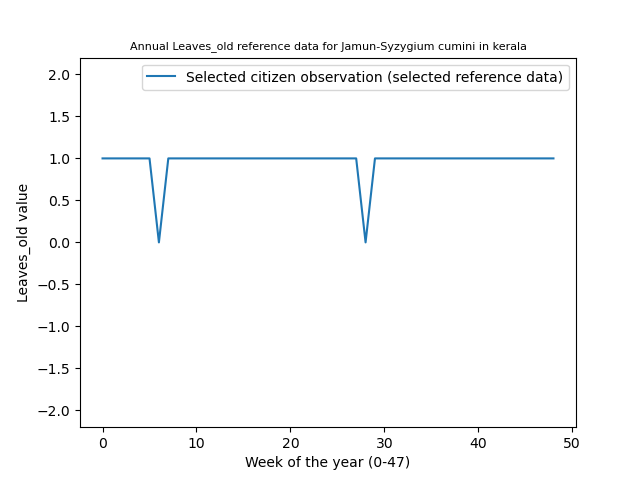 Annual Leaves_old reference data for Jamun-Syzygium cumini in kerala
Selected citizen observation (selected reference data)
2.0
1.5
1.0
0.5
0.0
−0.5
−1.0
−1.5
−2.0
Leaves_old value
0 10 20 30 40 50
Week of the year (0-47)